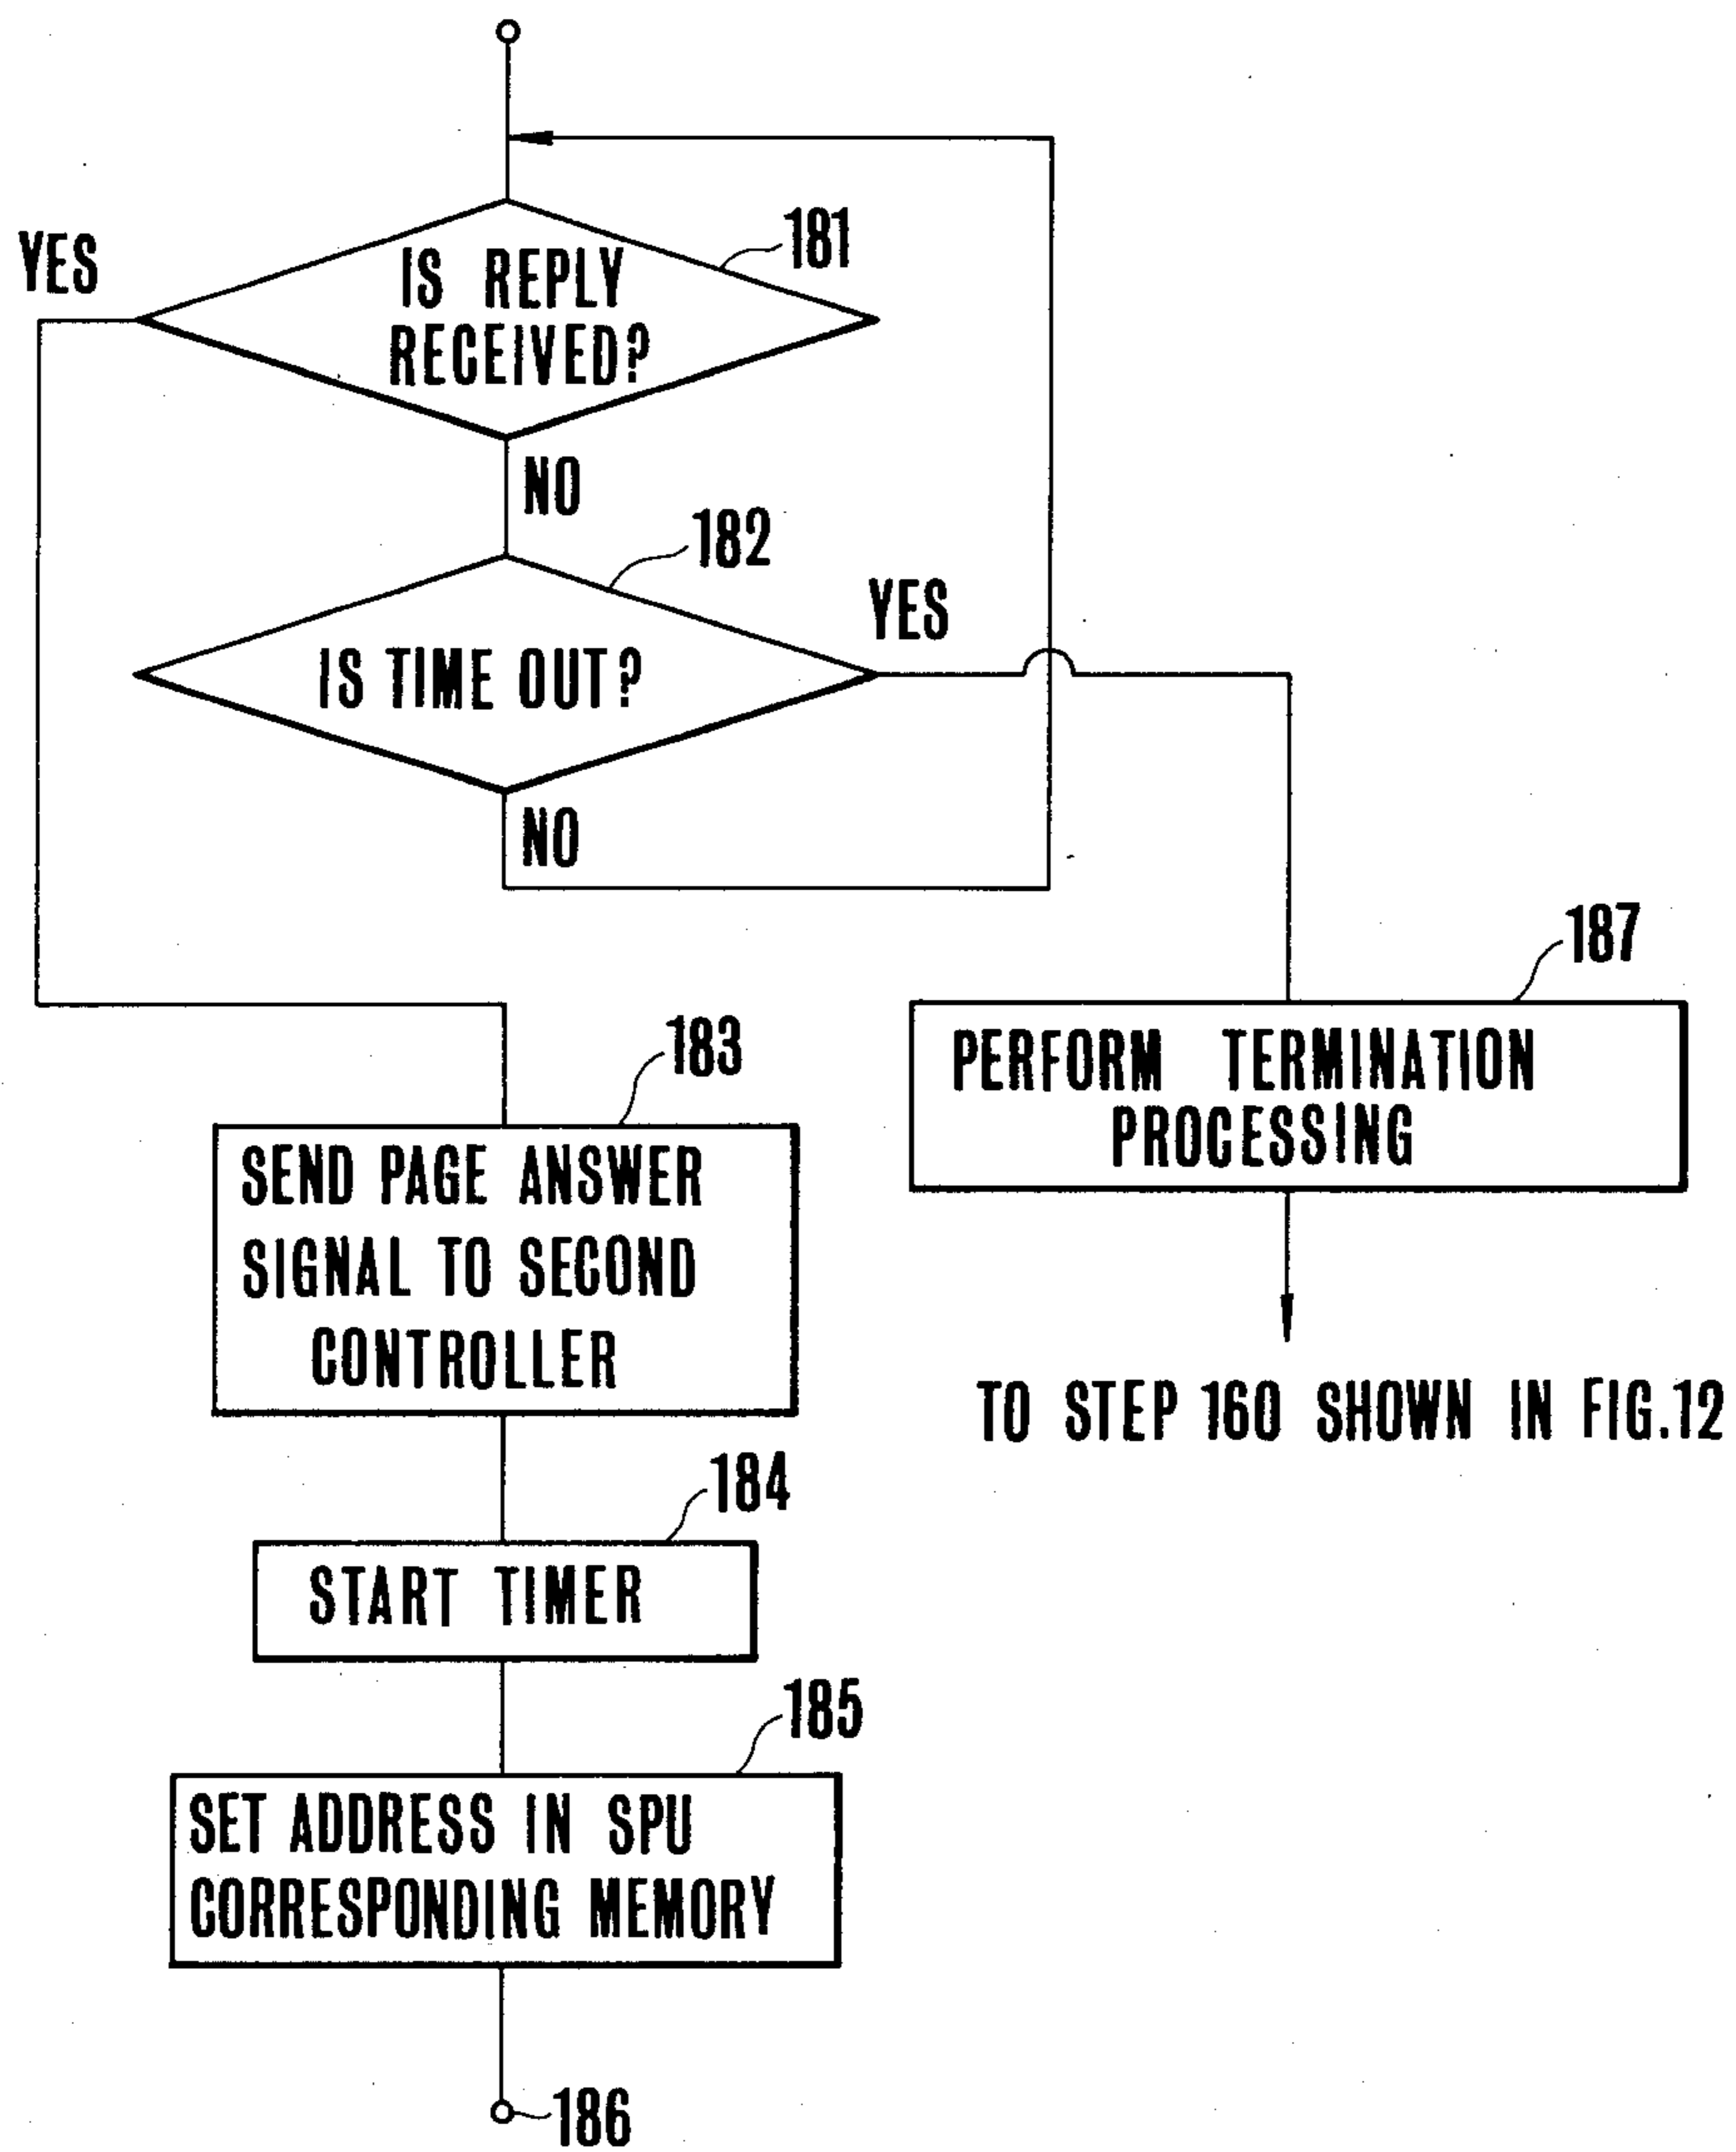 181
YES
IS REPLY
RECEIVED?
NO
182
YES
IS TIME OUT?
NO
187
PERFORM TERMINATION
PROCESSING
183
SEND PAGE ANSWER
SIGNAL TO SECOND
CONTROLLER
TO STEP 160 SHOWN IN FIG.12
184
START TIMER
185
SET ADDRESS IN SPU
CORRESPONDING MEMORY
186